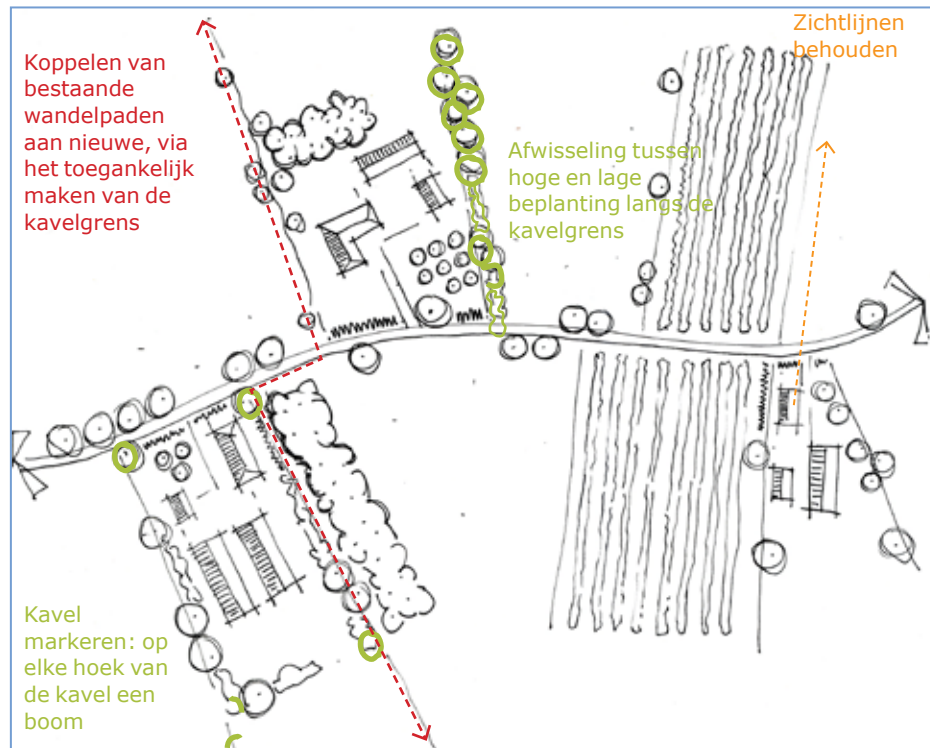 Koppelen van
bestaande
wandelpaden
aan nieuwe, via
het toegankelijk
maken van de
kavelgrens
Zichtlijnen
behouden
Afwisseling tussen
hoge en lage
beplanting langs de
kavelgrens
Kavel
markeren: op
elke hoek van
de kavel een
boom